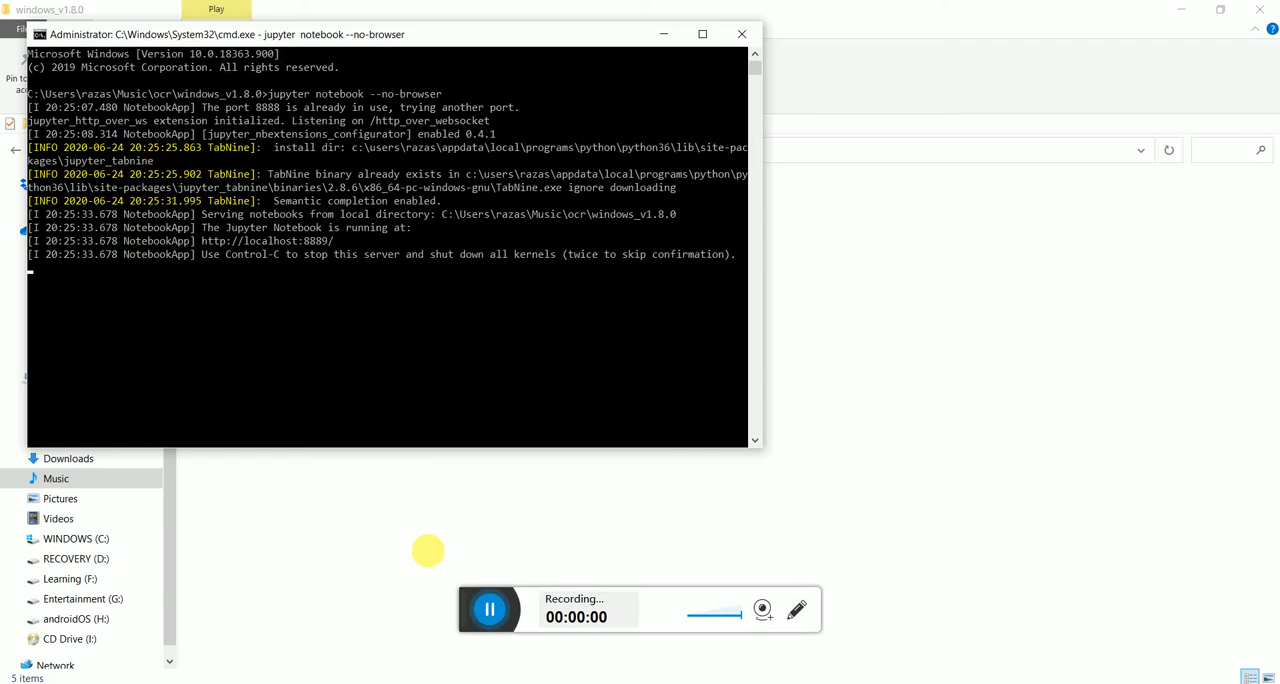 windows_v1.8.0
Play
Fil
Administrator: C:\Windows\System32\cmd.exe - jupyter  notebook --no-browser
Microsoft Windows [Version 10.0.18363.900]
(c) 2019 Microsoft Corporation. All rights reserved.
Pin to
acc
C:\Users\razas\Music\ocr\windows_v1.8.0>jupyter notebook --no-browser
[I 20:25:07.480 NotebookApp] The port 8888 is already in use, trying another port.
jupyter_http_over_ws extension initialized. Listening on /http_over_websocket
[I 20:25:08.314 NotebookApp] [jupyter_nbextensions_configurator] enabled 0.4.1
[INFO 2020-06-24 20:25:25.863 TabNine]:  install dir: c:\users\razas\appdata\local\programs\python\python36\lib\site-pac
kages\jupyter_tabnine
[INFO 2020-06-24 20:25:25.902 TabNine]: TabNine binary already exists in c:\users\razas\appdata\local\programs\python\py
thon36\lib\site-packages\jupyter_tabnine\binaries\2.8.6\x86_64-pc-windows-gnu\TabNine.exe ignore downloading
[INFO 2020-06-24 20:25:31.995 TabNine]:  Semantic completion enabled.
[I 20:25:33.678 NotebookApp] Serving notebooks from local directory: C:\Users\razas\Music\ocr\windows_v1.8.0
[I 20:25:33.678 NotebookApp] The Jupyter Notebook is running at:
[I 20:25:33.678 NotebookApp] http://localhost:8889/
[I 20:25:33.678 NotebookApp] Use Control-C to stop this server and shut down all kernels (twice to skip confirmation).
Downloads
Music
Pictures
Videos
WINDOWS (C:)
RECOVERY (D:)
Learning (F:)
Entertainment (G:)
androidOS (H:)
CD Drive (I:)
Network
5 items
Recording...
00:00:00